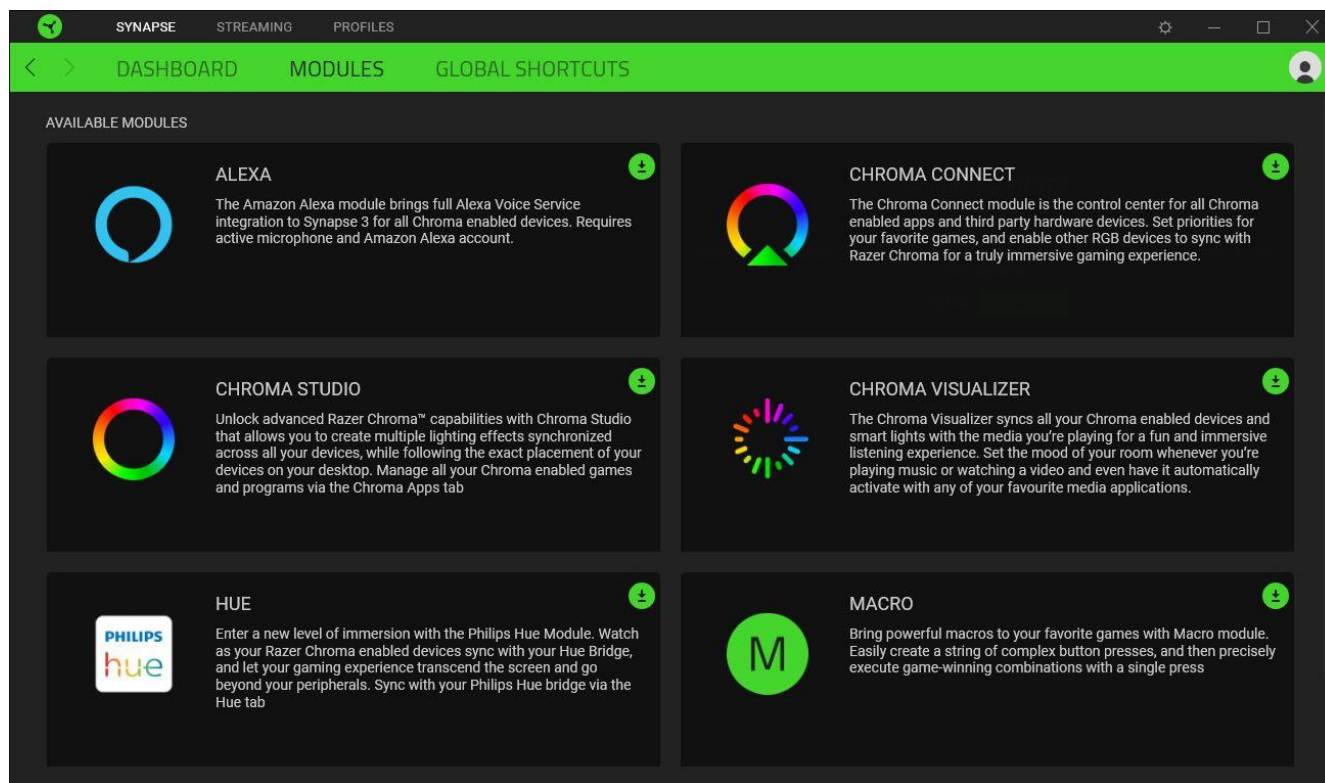 SYNAPSE STREAMING PROFILES
DASHBOARD MODULES GLOBAL SHORTCUTS
AVAILABLE MODULES
ALEXA
The Amazon Alexa module brings full Alexa Voice Service
integration to Synapse 3 for all Chroma enabled devices. Requires
active microphone and Amazon Alexa account.
CHROMA CONNECT
The Chroma Connect module is the control center for all Chroma
enabled apps and third party hardware devices. Set priorities for
your favorite games, and enable other RGB devices to sync with
Razer Chroma for a truly immersive gaming experience.
CHROMA STUDIO
Unlock advanced Razer Chroma™ capabilities with Chroma Studio
that allows you to create multiple lighting effects synchronized
across all your devices, while following the exact placement of your
devices on your desktop. Manage all your Chroma enabled games
and programs via the Chroma Apps tab
CHROMA VISUALIZER
The Chroma Visualizer syncs all your Chroma enabled devices and
smart lights with the media you're playing for a fun and immersive
listening experience. Set the mood of your room whenever you're
playing music or watching a video and even have it automatically
activate with any of your favourite media applications.
PHILIPS
hue
HUE
Enter a new level of immersion with the Philips Hue Module. Watch
as your Razer Chroma enabled devices sync with your Hue Bridge,
and let your gaming experience transcend the screen and go
beyond your peripherals. Sync with your Philips Hue bridge via the
Hue tab
M
MACRO
Bring powerful macros to your favorite games with Macro module.
Easily create a string of complex button presses, and then precisely
execute game-winning combinations with a single press